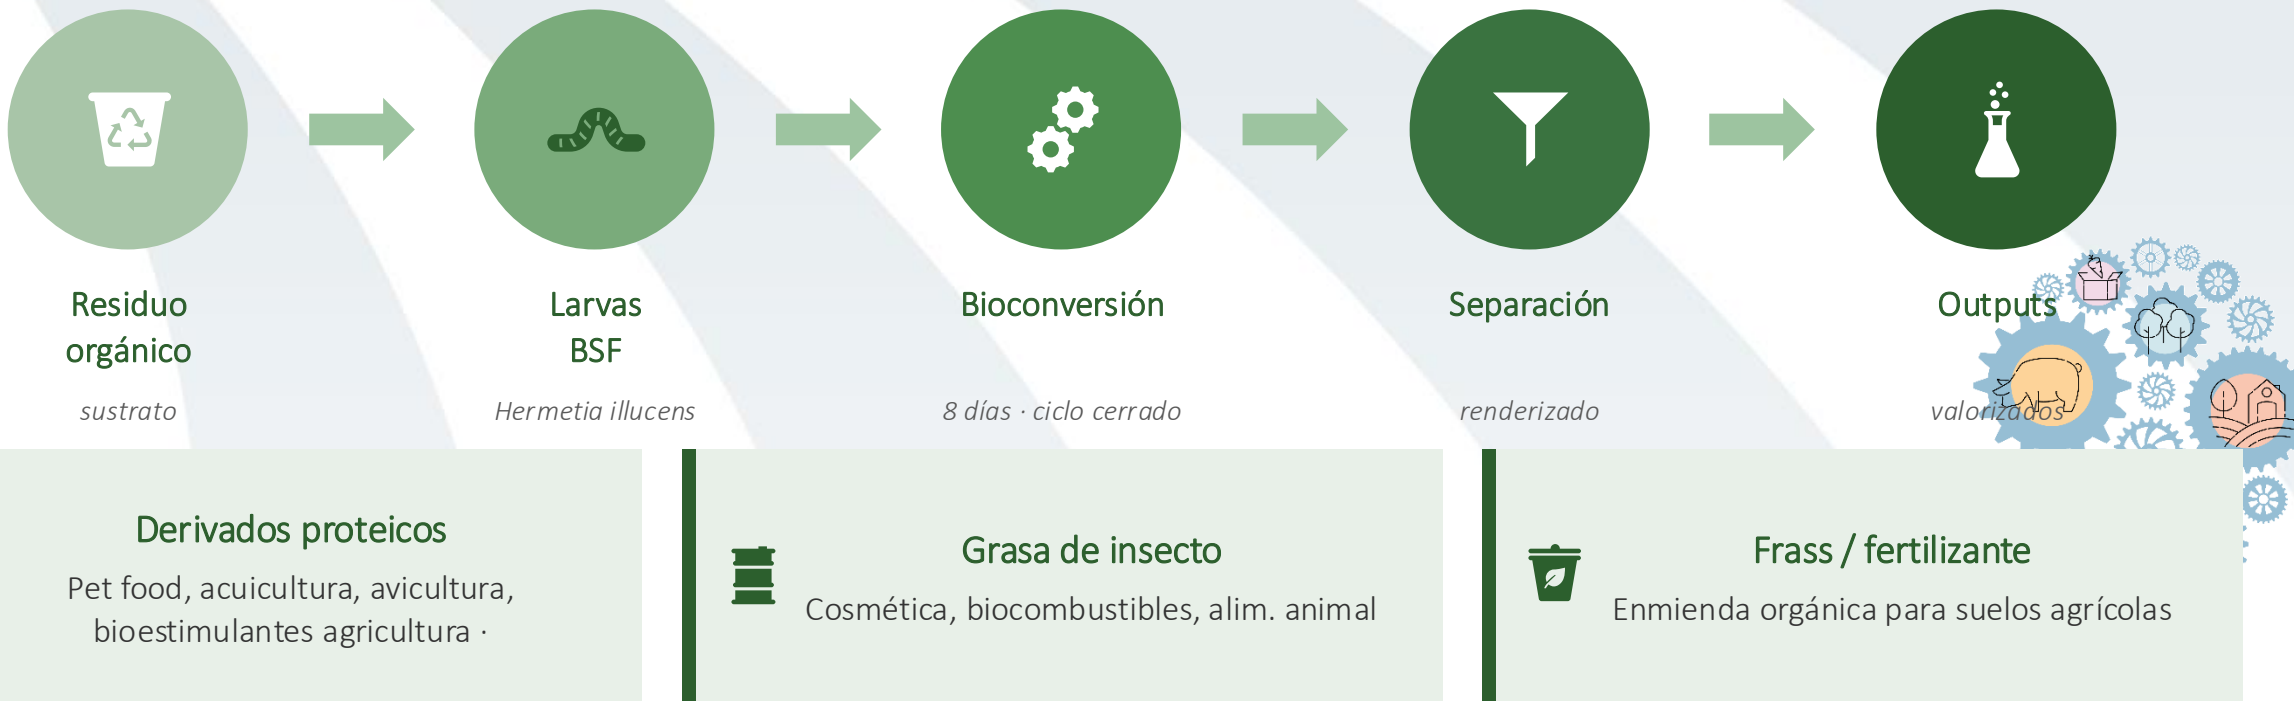 Residuo
orgánico
sustrato
Larvas
BSF
Hermetia illucens
Bioconversión
8 días · ciclo cerrado
Separación
renderizado
Outputs
valorizados
Derivados proteicos
Pet food, acuicultura, avicultura,
bioestimulantes agricultura ·
Grasa de insecto
Cosmética, biocombustibles, alim. animal
Frass / fertilizante
Enmienda orgánica para suelos agrícolas